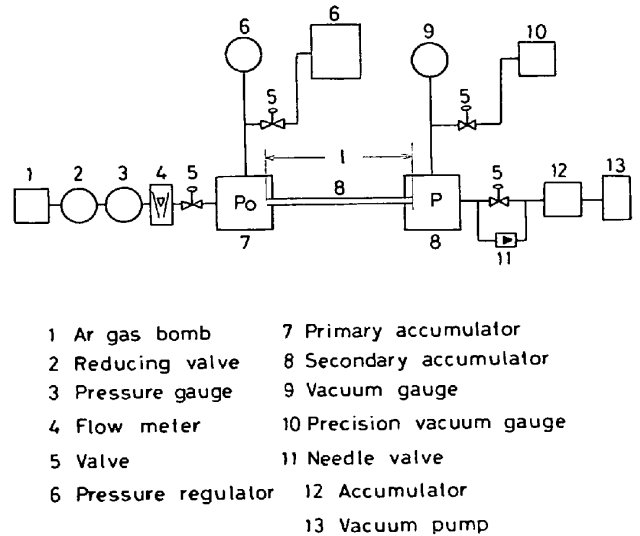 6
6
9
10
5
5
1
2
3
4
5
l
5
12
13
8
Po
P
7
8
11
1 Ar gas bomb
2 Reducing valve
3 Pressure gauge
4 Flow meter
5 Valve
6 Pressure regulator
7 Primary accumulator
8 Secondary accumulator
9 Vacuum gauge
10 Precision vacuum gauge
11 Needle valve
12 Accumulator
13 Vacuum pump